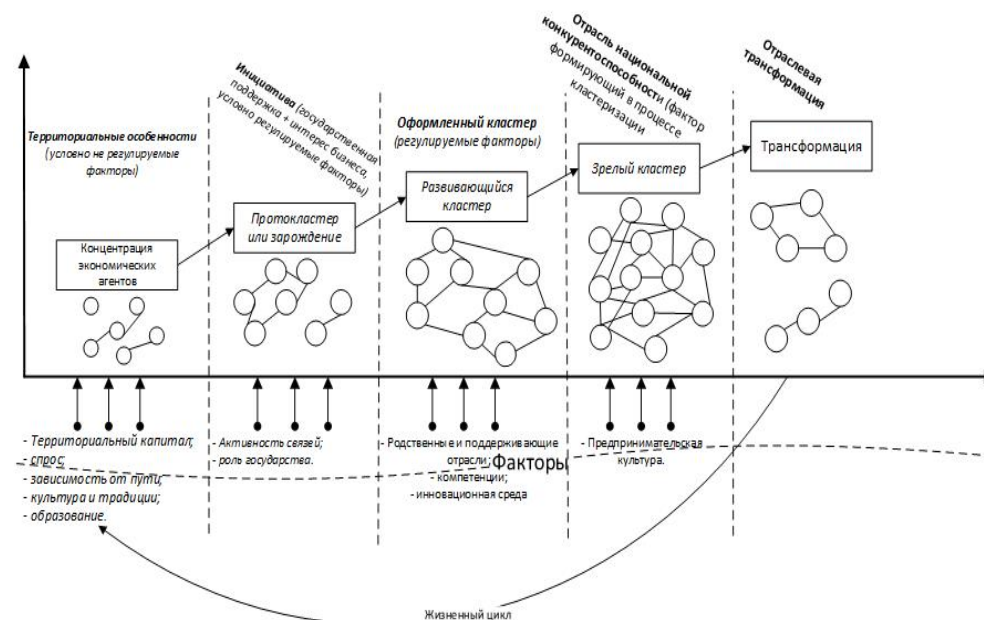 Территориальные особенности
(условно не регулируемые
факторы)
Инициатива (государственная
поддержка + интерес бизнеса,
условно регулируемые факторы)
Оформленный кластер
(регулируемые факторы)
Отрасль национальной
конкурентоспособности (фактор
формирующий в процессе
кластеризации
Отраслевая
трансформация
Концентрация
экономических
агентов
Протокластер
или зарождение
Развивающийся
кластер
Зрелый кластер
Трансформация
- Территориальный капитал;
- спрос;
- зависимость от пути;
- культура и традиции;
- образование.
- Активность связей;
- роль государства.
- Родственные и поддерживающие
отрасли;
- компетенции;
- инновационная среда
- Предпринимательская
культура.
Факторы
Жизненный цикл